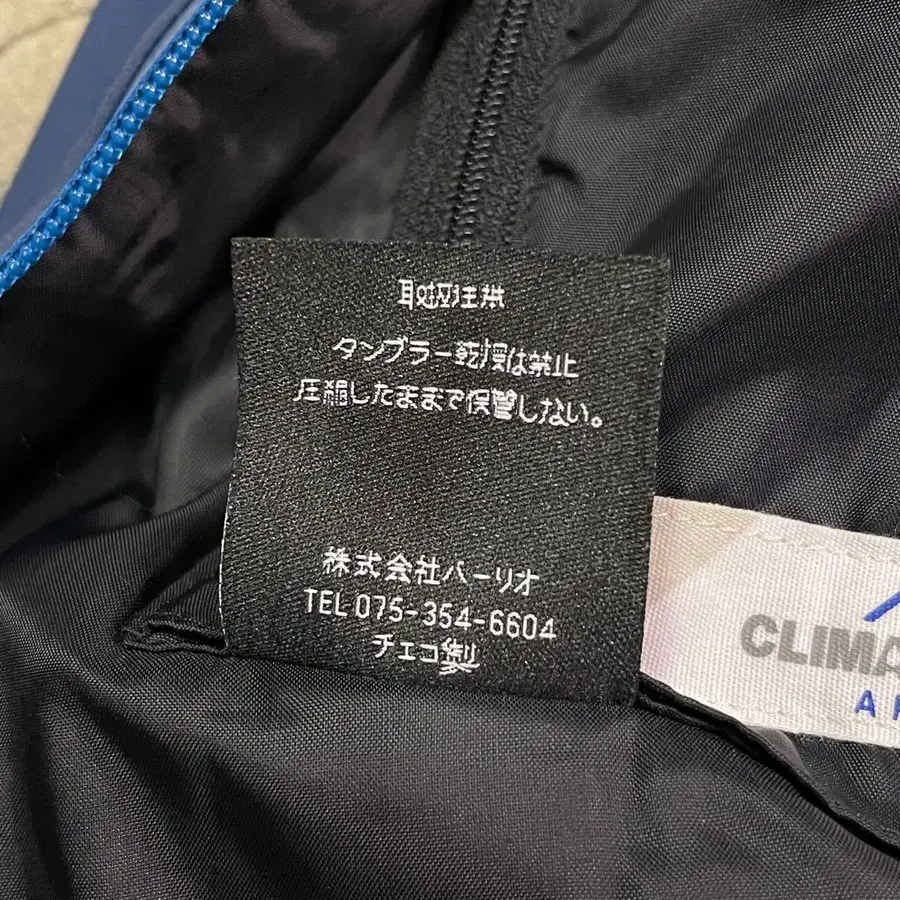 取扱注意
タンブラー乾燥は禁止
圧縮したままで保管しない。
株式会社パーリオ
TEL 075-354-6604
チェコ製
CLIMA
A